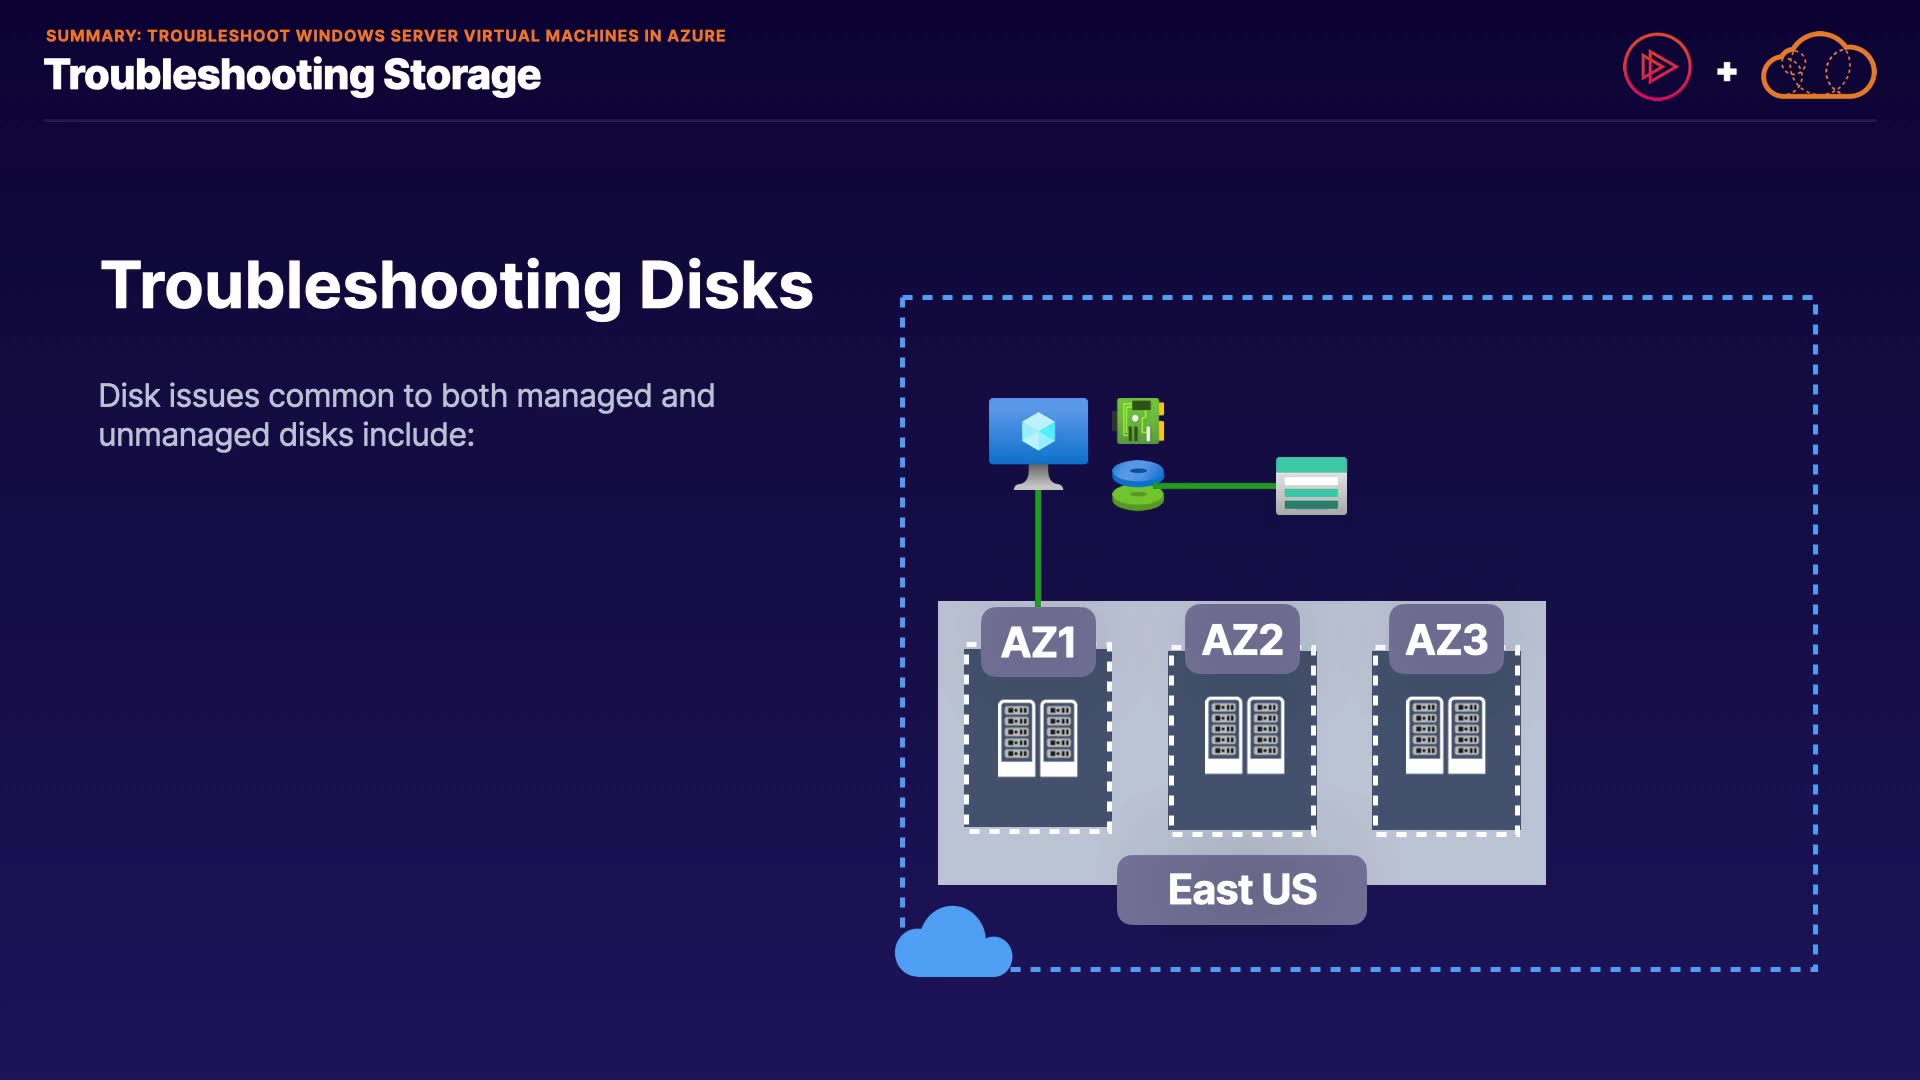 SUMMARY: TROUBLESHOOT WINDOWS SERVER VIRTUAL MACHINES IN AZURE
Troubleshooting Storage
Troubleshooting Disks
Disk issues common to both managed and
unmanaged disks include:
AZ1
AZ2
AZ3
East US